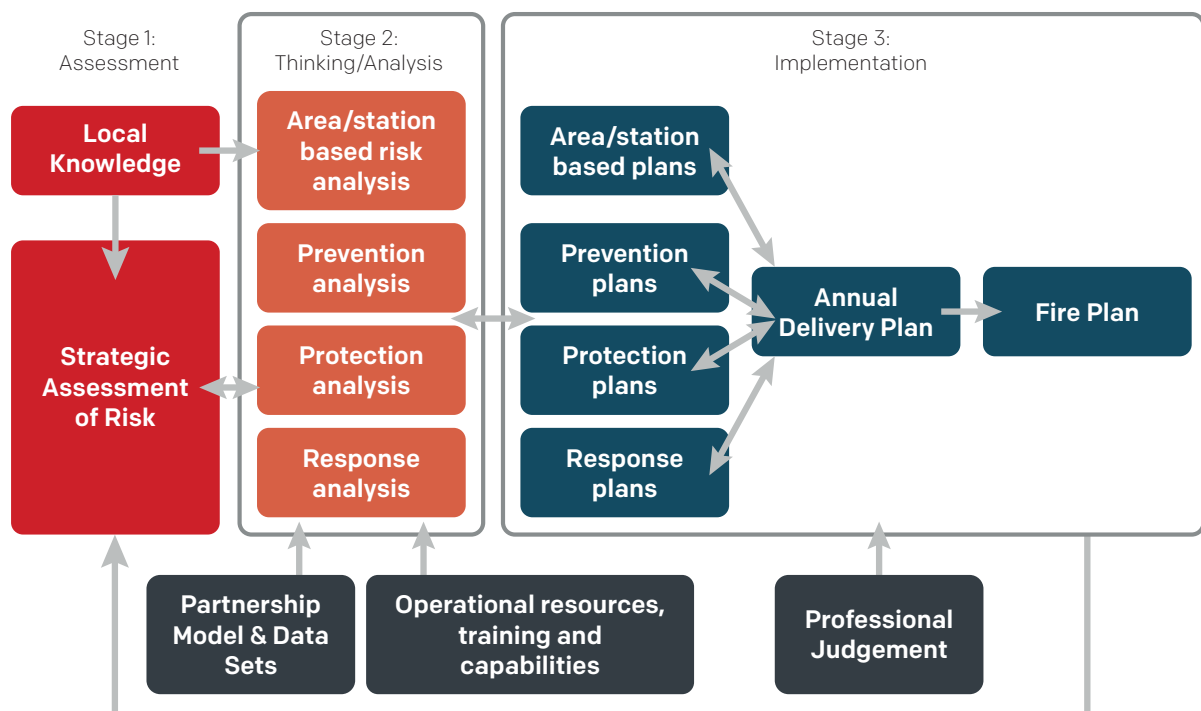 Stage 1:
Assessment
Local
Knowledge
Strategic
Assessment
of Risk
Stage 2:
Thinking/Analysis
Area/station
based risk
analysis
Prevention
analysis
Protection
analysis
Response
analysis
Stage 3:
Implementation
Area/station
based plans
Prevention
plans
Protection
plans
Response
plans
Annual
Delivery Plan
Fire Plan
Partnership
Model & Data
Sets
Operational resources,
training and
capabilities
Professional
Judgement